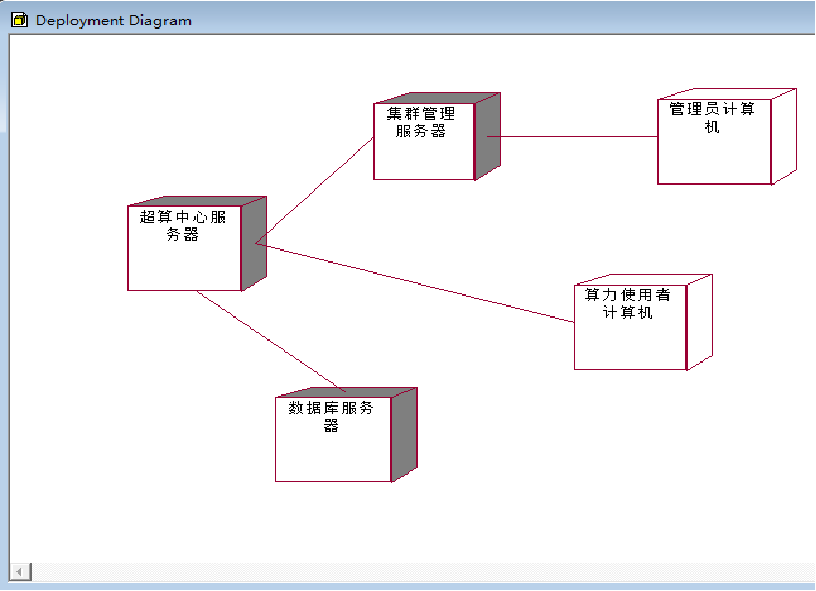 Deployment Diagram
集群管理
服务器
管理员计算
机
超算中心服
务器
算力使用者
计算机
数据库服务
器